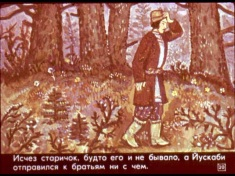 Исчез старичок, будто его и не бывало, а Йускаби
отправился к братьям ни с чем.